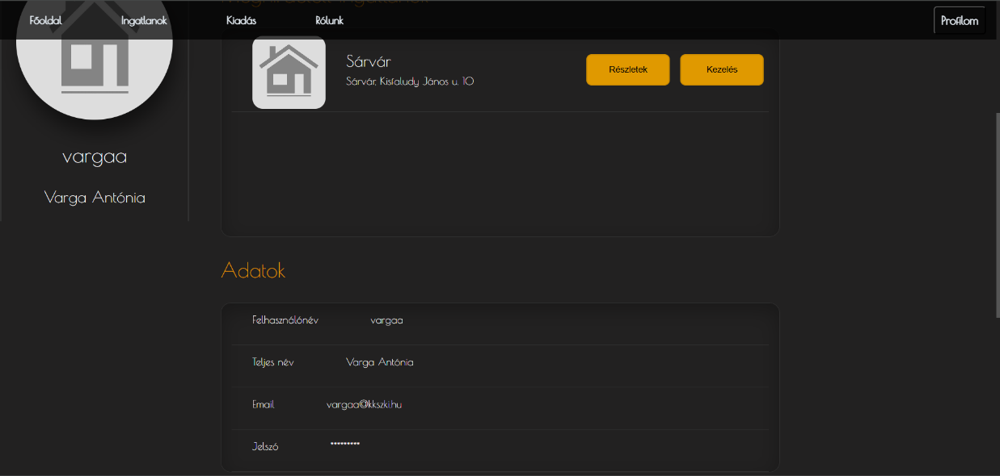 Főoldal Ingatlanok Kiadás Rólunk Profilom
Sárvár
Sárvár, Kisfaludy János u. 10
Részletek Kezelés
vargaa
Varga Antónia
Adatok
Felhasználónév vargaa
Teljes név Varga Antónia
Email vargaa@kkszki.hu
Jelszó *********